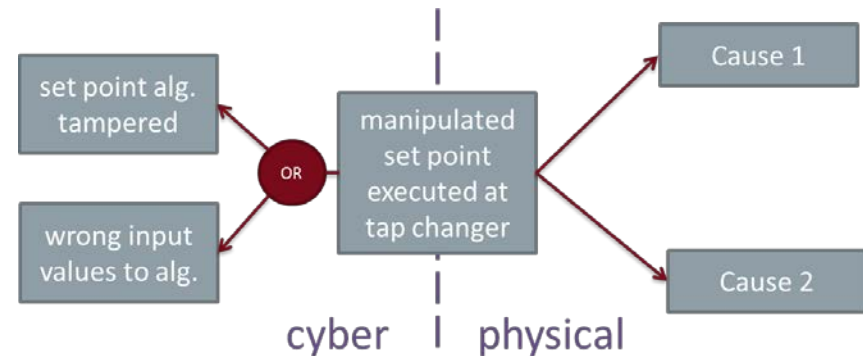 set point alg.
tampered
wrong input
values to alg.
OR
manipulated
set point
executed at
tap changer
Cause 1
Cause 2
cyber
physical